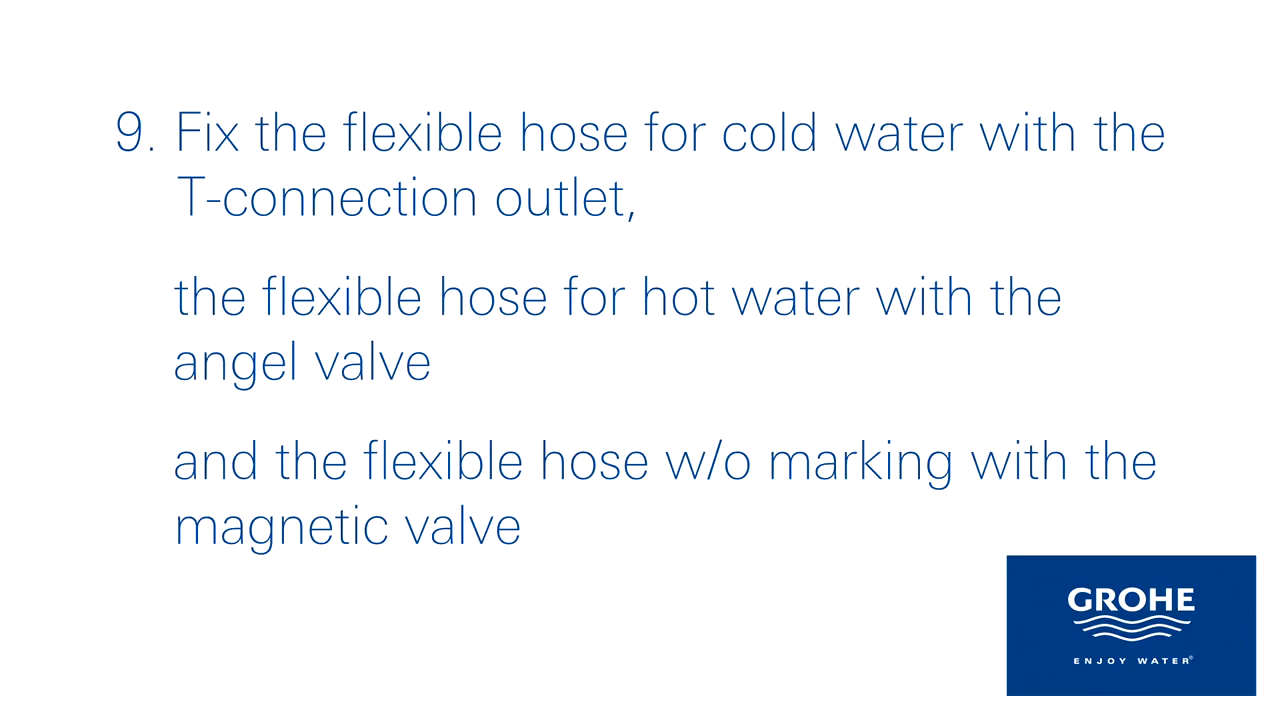 9. Fix the flexible hose for cold water with the
T-connection outlet,
the flexible hose for hot water with the
angel valve
and the flexible hose w/o marking with the
magnetic valve
GROHE
ENJOY WATER®